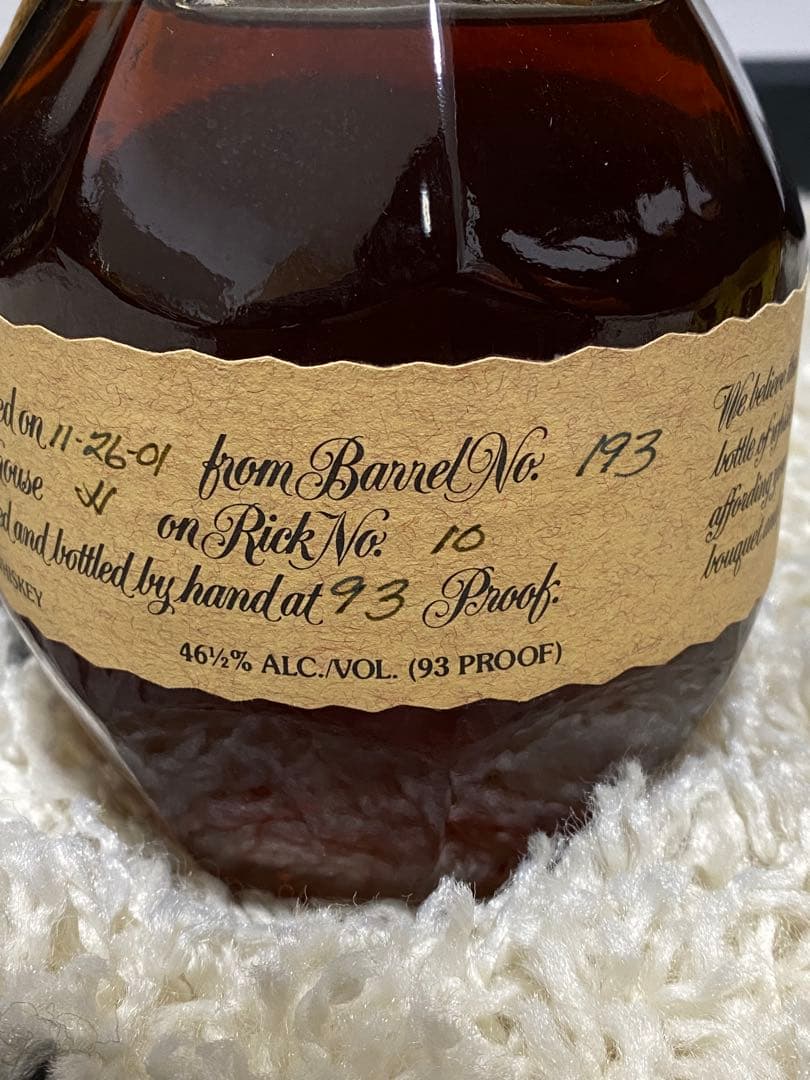 ed on 11-26-01 from Barrel No. 193
ouse H on Rick No. 10
ed and bottled by hand at 93 Proof.
HISKEY
46½% ALC./VOL. (93 PROOF)
We believe
bottle of
affording
bouquet